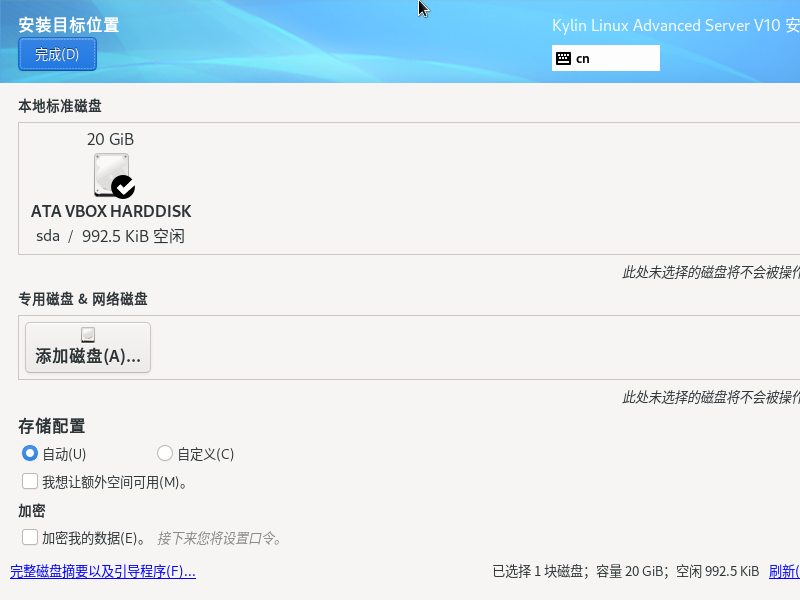 安装目标位置
Kylin Linux Advanced Server V10 安
完成(D)
cn
本地标准磁盘
20 GiB
ATA VBOX HARDDISK
sda / 992.5 KiB 空闲
此处未选择的磁盘将不会被操作
专用磁盘 & 网络磁盘
添加磁盘(A)...
此处未选择的磁盘将不会被操作
存储配置
自动(U) 自定义(C)
我想让额外空间可用(M)。
加密
加密我的数据(E)。 接下来您将设置口令。
完整磁盘摘要以及引导程序(F)... 已选择 1 块磁盘；容量 20 GiB；空闲 992.5 KiB 刷新(